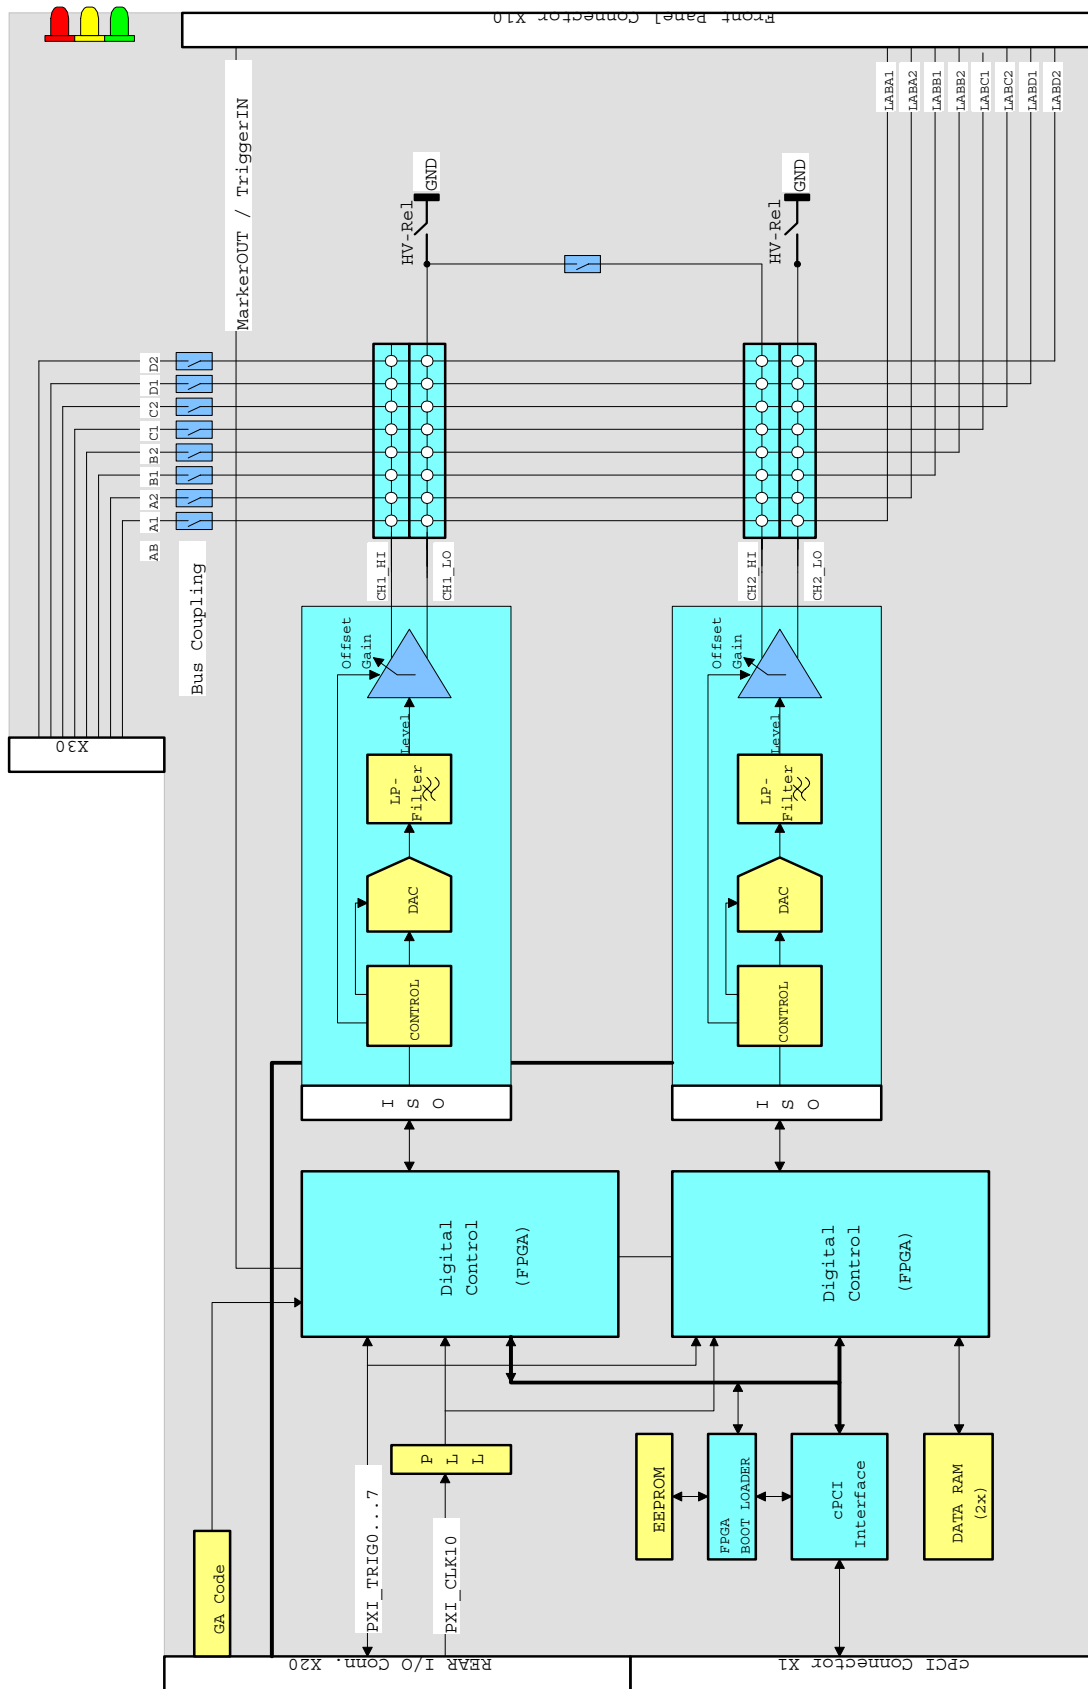 Front Panel Connector X10
LABA1
LABA2
LABB1
LABB2
LABC1
LABC2
LABD1
LABD2
MarkerOUT / TriggerIN
GND
HV-Rel
GND
HV-Rel
D2
D1
C2
C1
B2
B1
A2
A1
AB
Bus Coupling
CH1_HI
CH1_LO
CH2_HI
CH2_LO
X30
Offset
Gain
Level
LP-
Filter
DAC
CONTROL
I S O
Offset
Gain
LP-
Filter
DAC
CONTROL
I S O
Digital
Control
(FPGA)
Digital
Control
(FPGA)
P L L
PXI_TRIG0...7
PXI_CLK10
GA Code
EEPROM
FPGA
BOOT LOADER
cPCI
Interface
DATA RAM
(2x)
REAR I/O Conn. X20
cPCI Connector X1